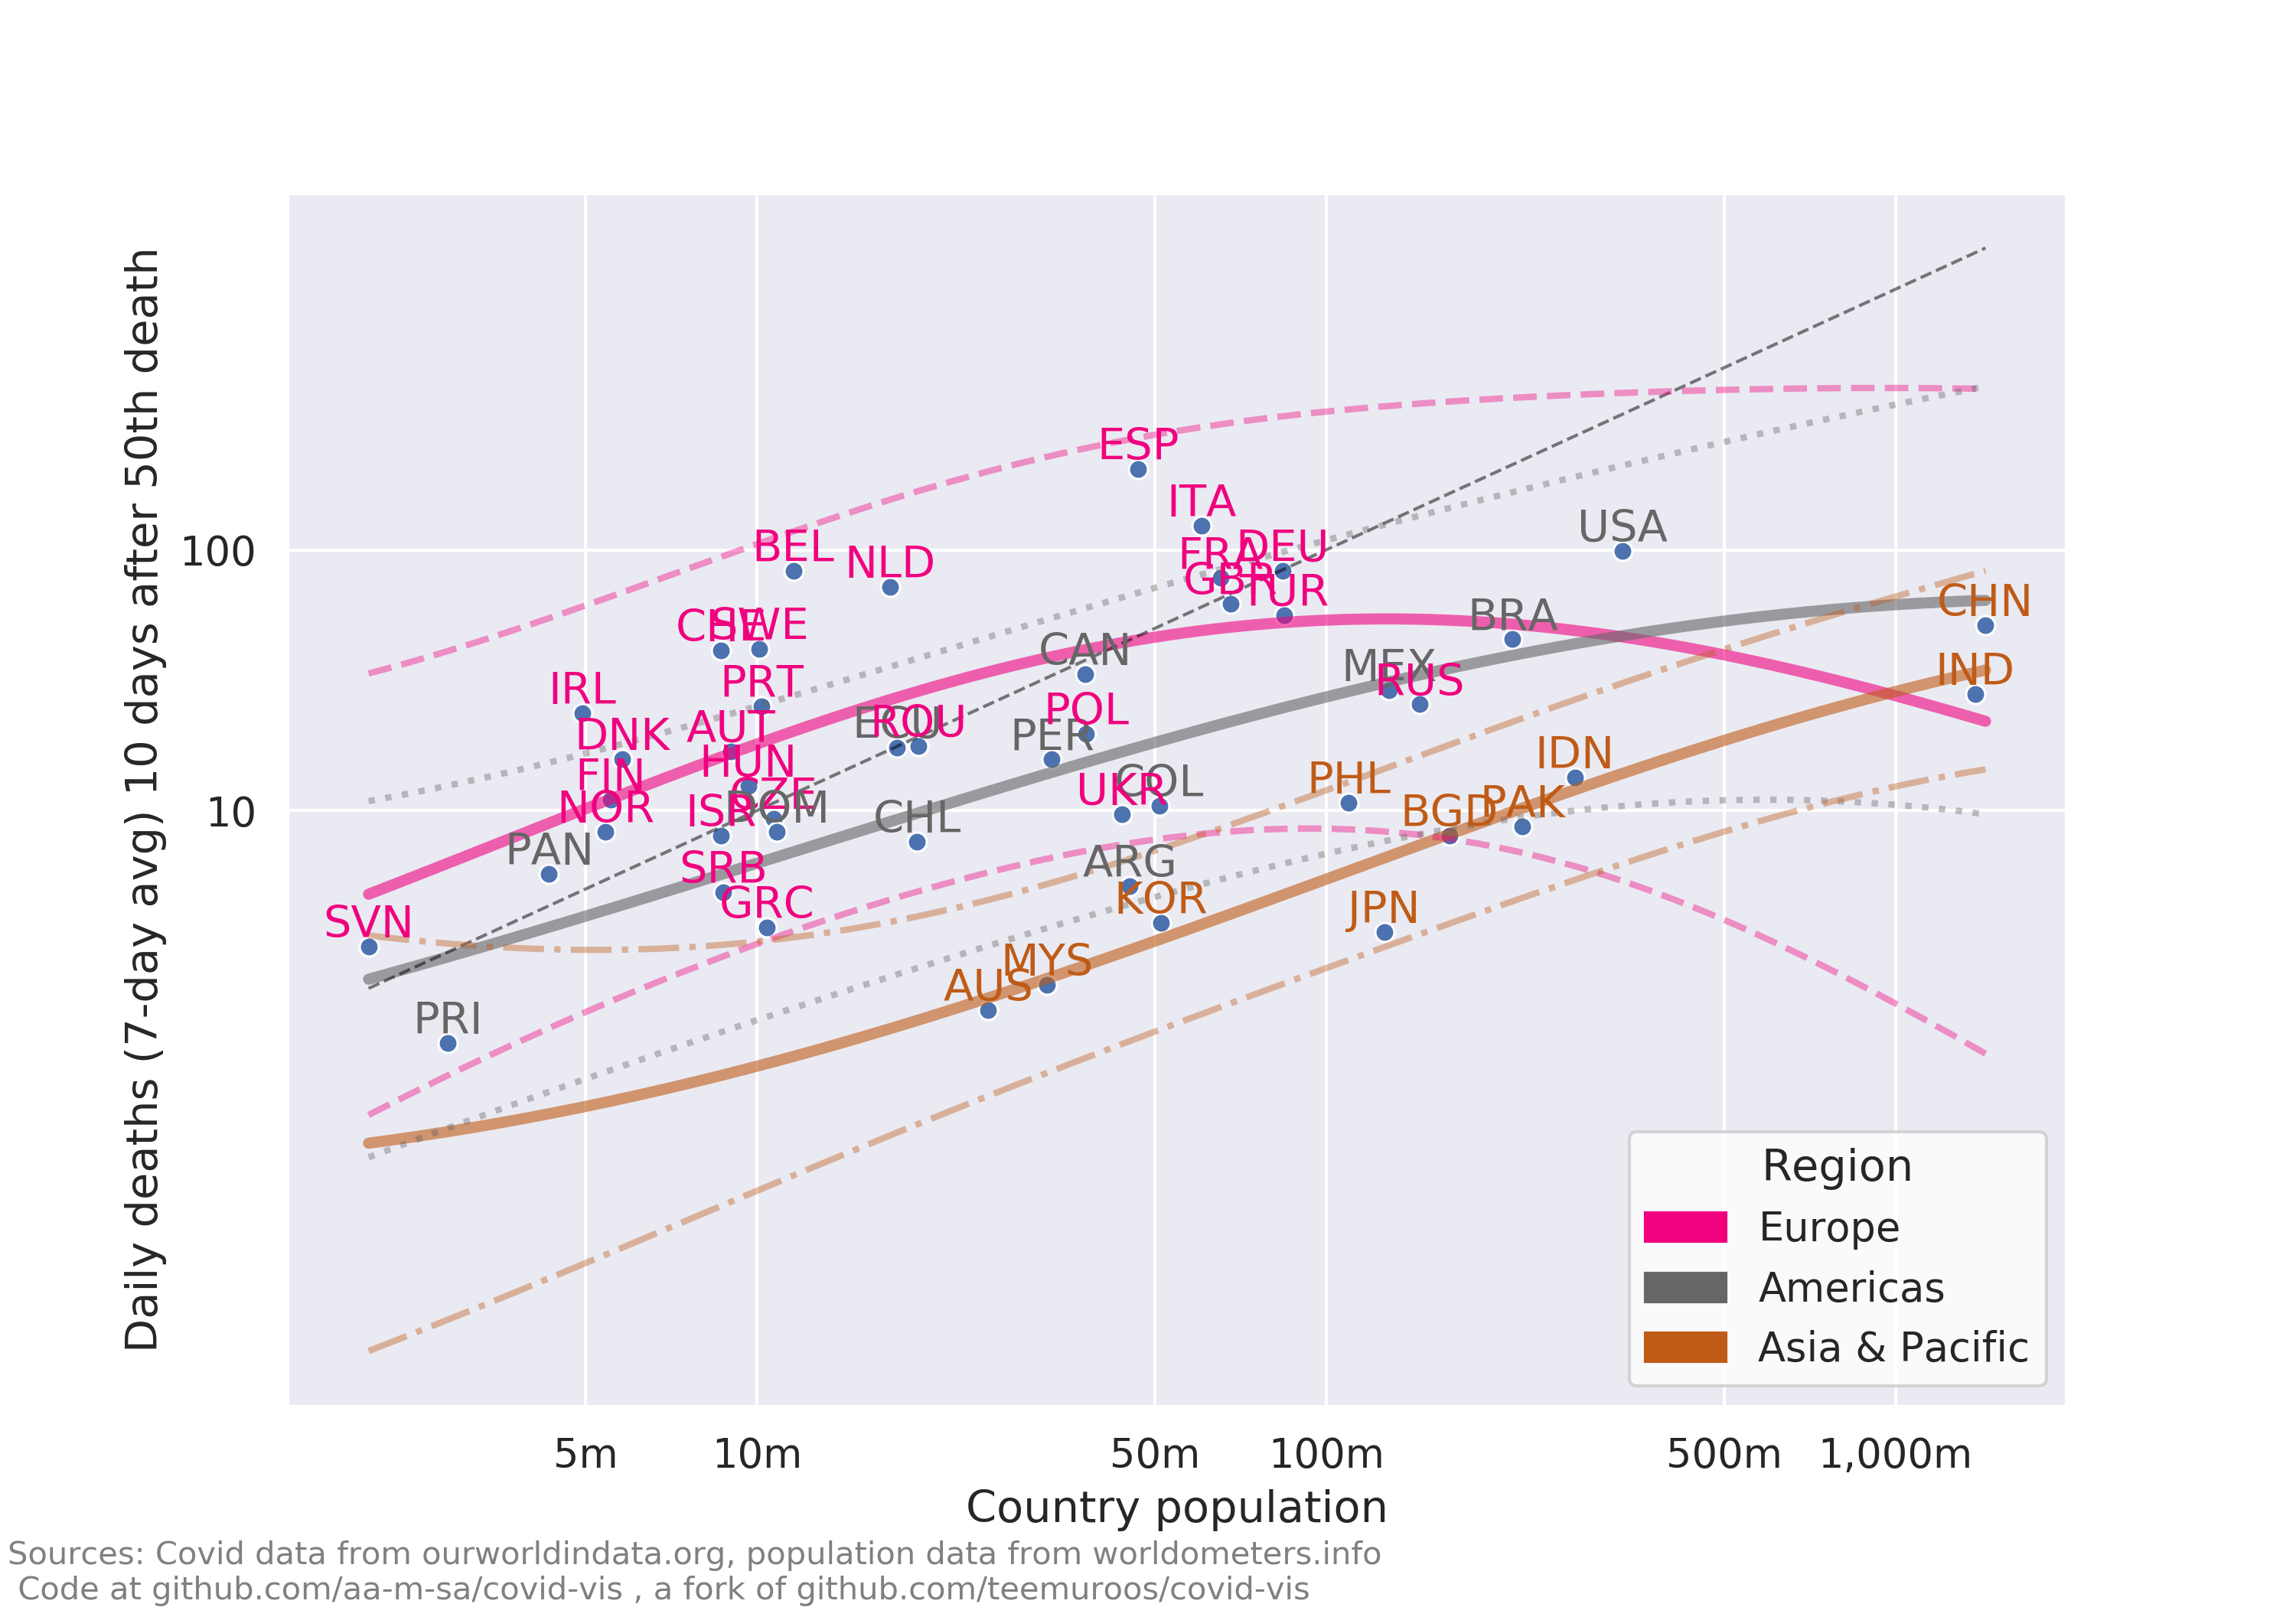 Daily deaths (7-day avg) 10 days after 50th death
100
10
ESP
ITA
USA
BEL
NLD
FRA
DEU
GBR
TUR
CHN
CHE
SWE
BRA
CAN
MEX
RUS
IND
IRL
PRT
POL
DNK
AUT
ECU
ROU
PER
HUN
IDN
FIN
CZE
COL
PHL
NOR
ISR
DOM
CHL
UKR
BGD
PAK
PAN
SRB
ARG
GRC
KOR
JPN
SVN
MYS
AUS
PRI
Region
Europe
Americas
Asia & Pacific
5m
10m
50m
100m
500m
1,000m
Country population
Sources: Covid data from ourworldindata.org, population data from worldometers.info
Code at github.com/aa-m-sa/covid-vis , a fork of github.com/teemuroos/covid-vis